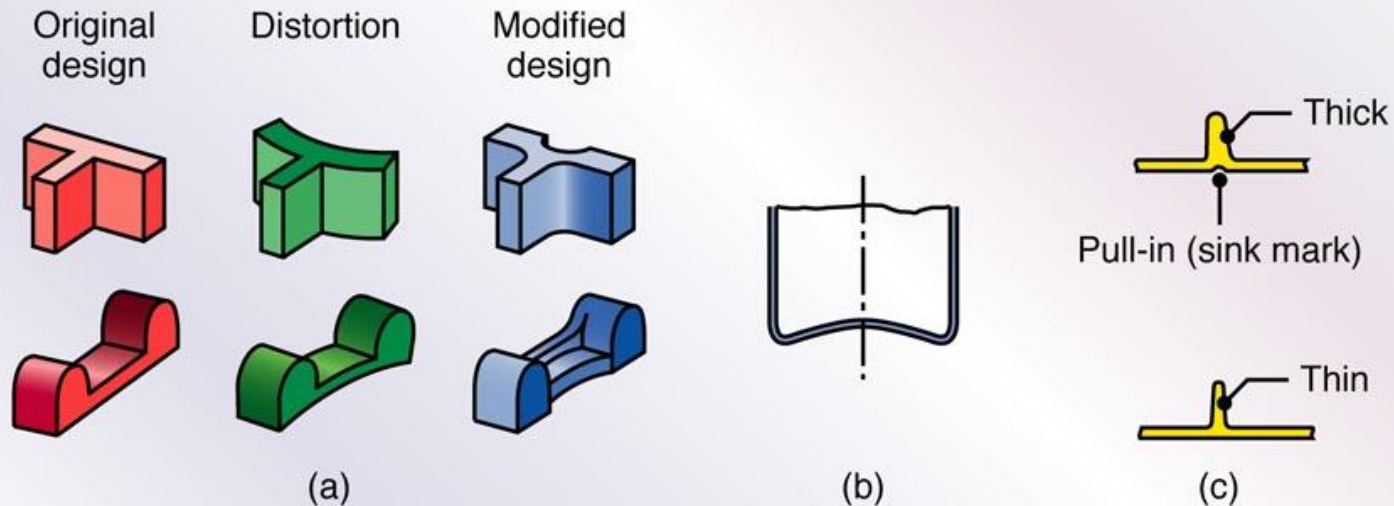 Original
design
Distortion
Modified
design
Thick
Pull-in (sink mark)
Thin
(a)
(b)
(c)